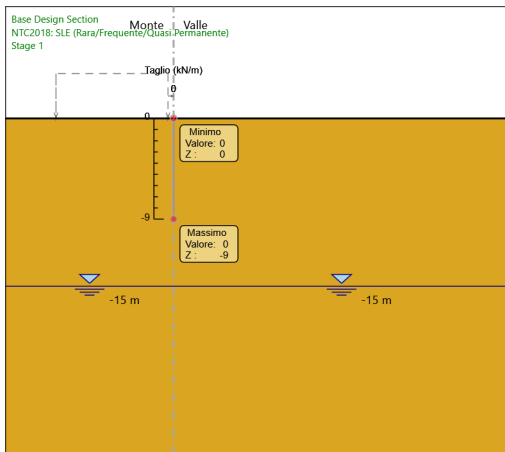 Base Design Section
NTC2018: SLE (Rara/Frequente/Quasi Permanente)
Stage 1
Monte Valle
Taglio (kN/m)
0
0
Minimo
Valore: 0
Z : 0
-9
Massimo
Valore: 0
Z : -9
-15 m
-15 m